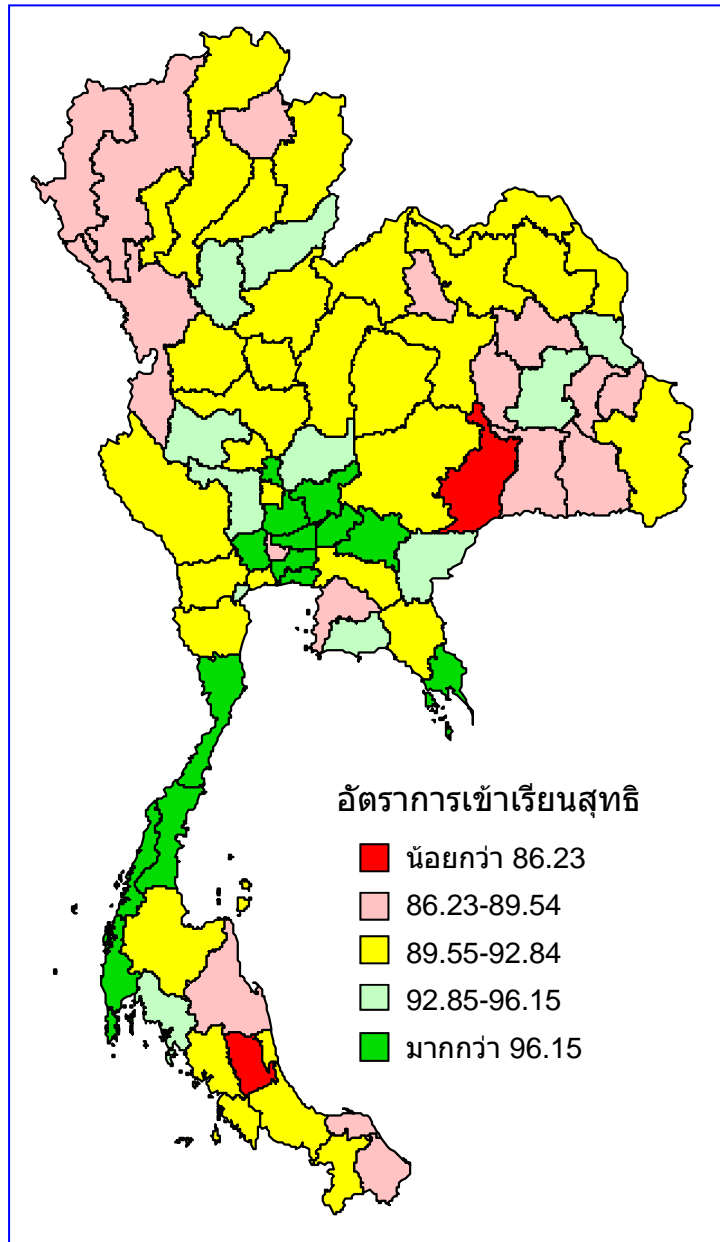 อัตราการเข้าเรียนสุทธิ
น้อยกว่า 86.23
86.23-89.54
89.55-92.84
92.85-96.15
มากกว่า 96.15